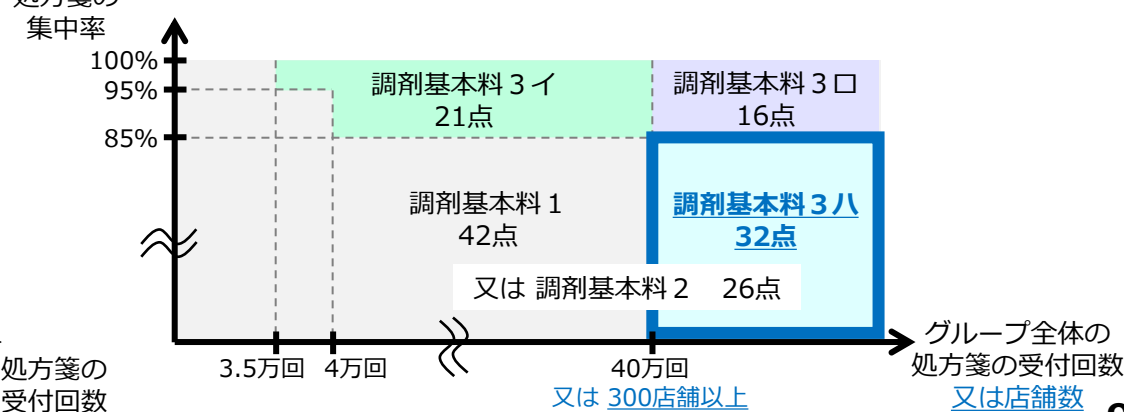 処方箋の
集中率
100%
95%
85%
調剤基本料３イ
21点
調剤基本料３ロ
16点
調剤基本料１
42点
調剤基本料３ハ
32点
又は 調剤基本料２ 26点
3.5万回 4万回 40万回
又は 300店舗以上
グループ全体の
処方箋の受付回数
又は店舗数
処方箋の
受付回数